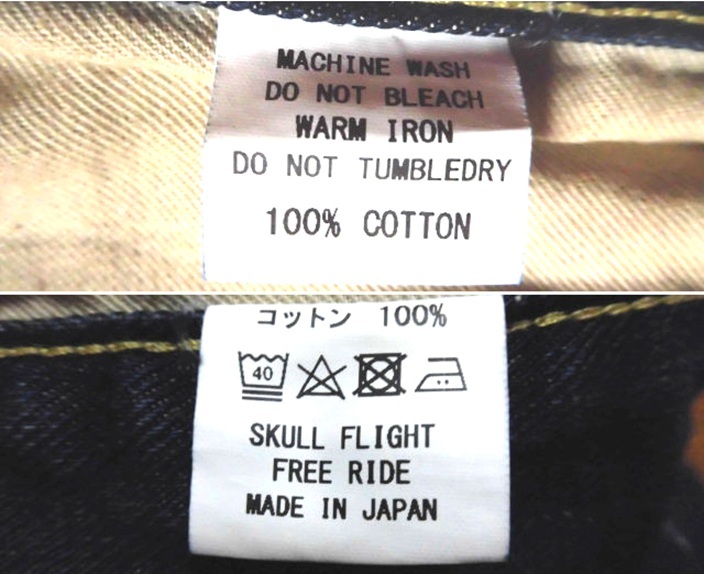 MACHINE WASH
DO NOT BLEACH
WARM IRON
DO NOT TUMBLEDRY
100% COTTON
コットン 100%
40
SKULL FLIGHT
FREE RIDE
MADE IN JAPAN